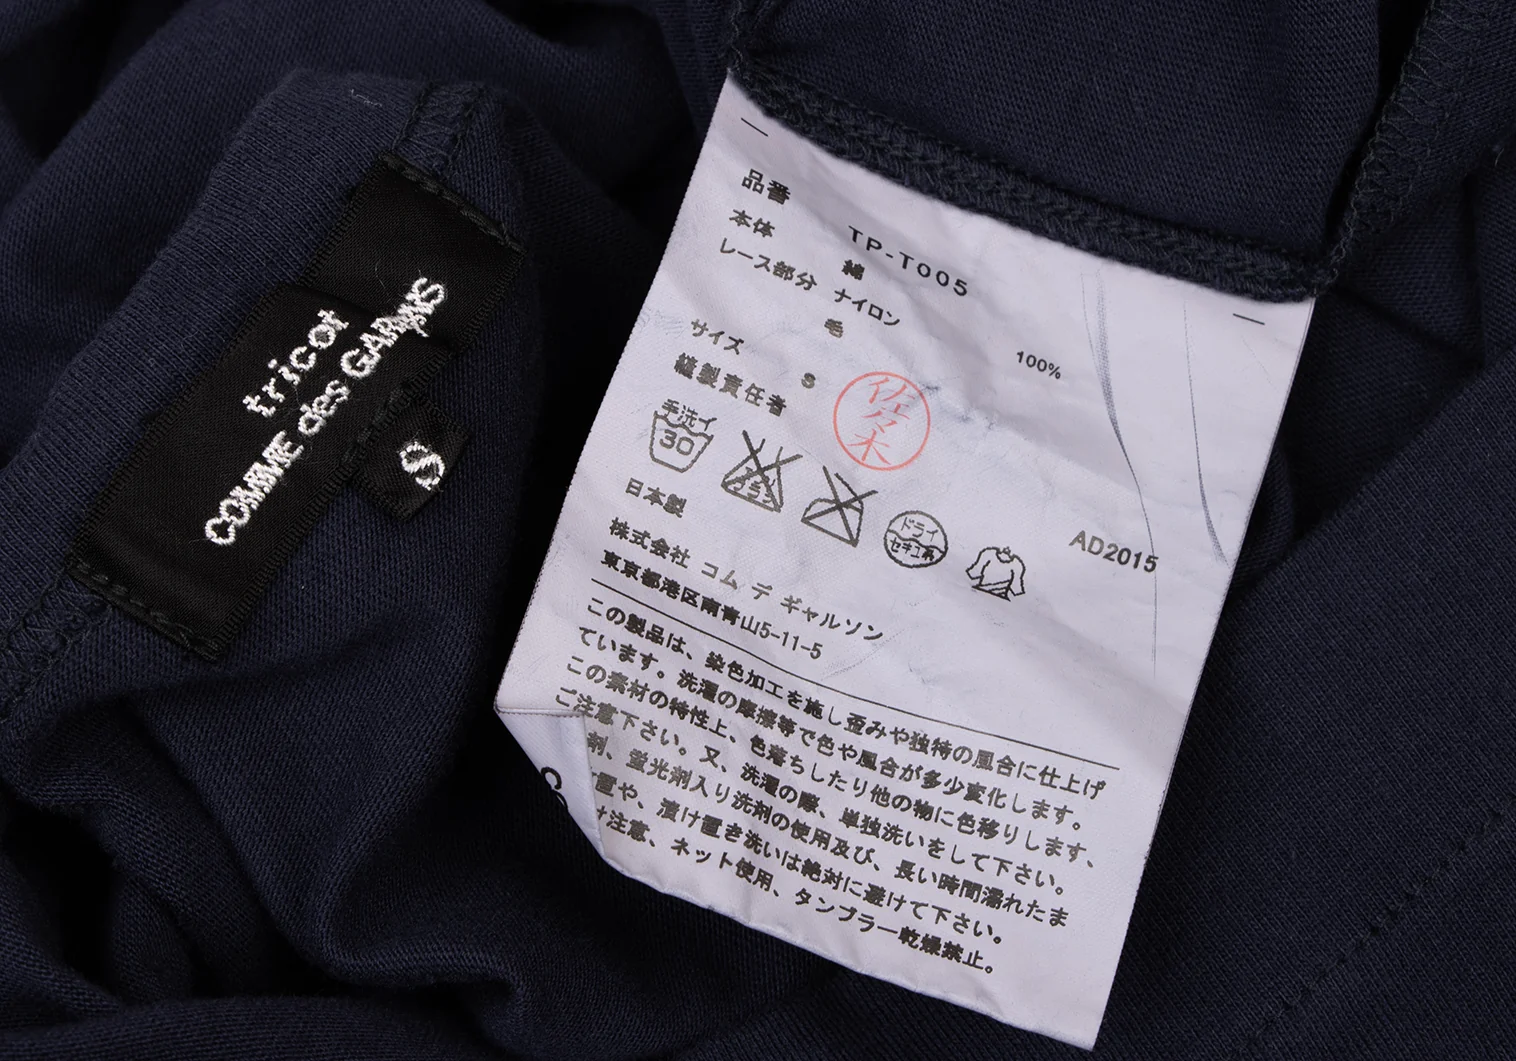 tricot
COMME des GARÇONS
S
品番 TP-T005
本体 綿 100%
レース部分 ナイロン
毛
サイズ S
縫製責任者 佐々木
手洗イ
30
ドライ
セキユ系
日本製
AD2015
株式会社 コム デ ギャルソン
東京都港区南青山5-11-5
この製品は、染色加工を施し歪みや独特の風合に仕上げ
ています。洗濯の摩擦等で色や風合が多少変化します。
この素材の特性上、色落ちしたり他の物に色移りします、
ご注意下さい。又、洗濯の際、単独洗いをして下さい。
剤、蛍光剤入り洗剤の使用及び、長い時間濡れたま
置や、漬け置き洗いは絶対に避けて下さい。
注意、ネット使用、タンブラー乾燥禁止。